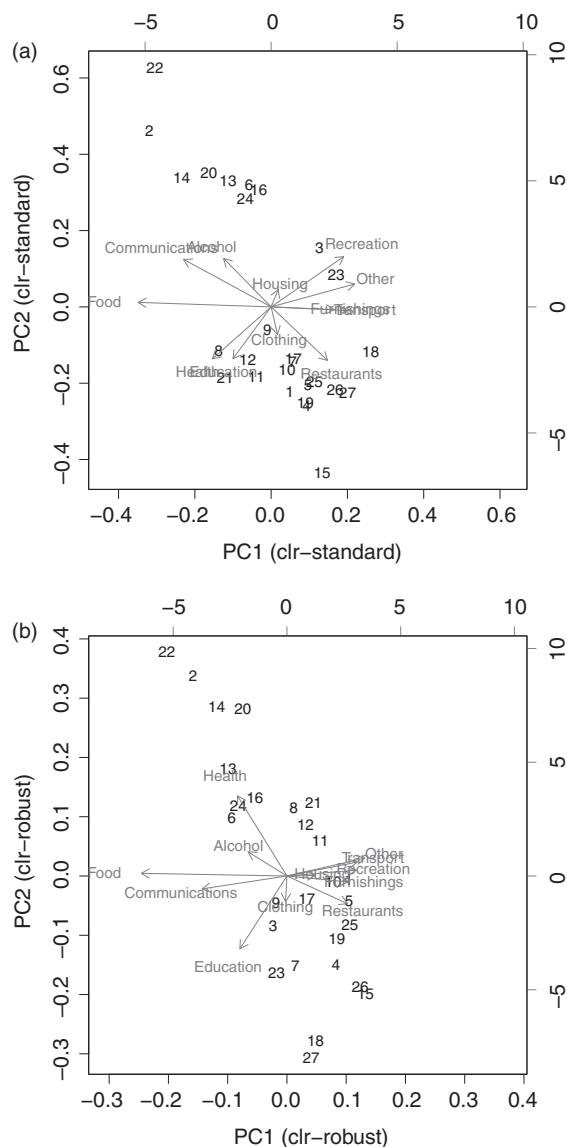 −5 0 5 10
(a)
22
2
14 20 13 6 16
24
Communications Alcohol
3 Recreation
23 Other
Housing
Food
Furnishings Transport
9 Clothing
8 12 17 7 18
Health Education
21 11 10 Restaurants
1 5 25 26 27
19 4
15
0.6
0.4
0.2
0.0
−0.2
−0.4
10
5
0
−5
PC2 (clr−standard)
−0.4 −0.2 0.0 0.2 0.4 0.6
PC1 (clr−standard)
−5 0 5 10
(b)
22
2
14 20
13
Health
16
24 6
8 21
12
11
Alcohol
Other
Transport
Recreation
Housing
Furnishings
Food
Communications
10 1
9 Clothing 17 5
Restaurants
3 25
19
Education
23 7 4
26 15
18
27
0.4
0.3
0.2
0.1
0.0
−0.1
−0.2
−0.3
10
5
0
−5
PC2 (clr−robust)
−0.3 −0.2 −0.1 0.0 0.1 0.2 0.3 0.4
PC1 (clr−robust)